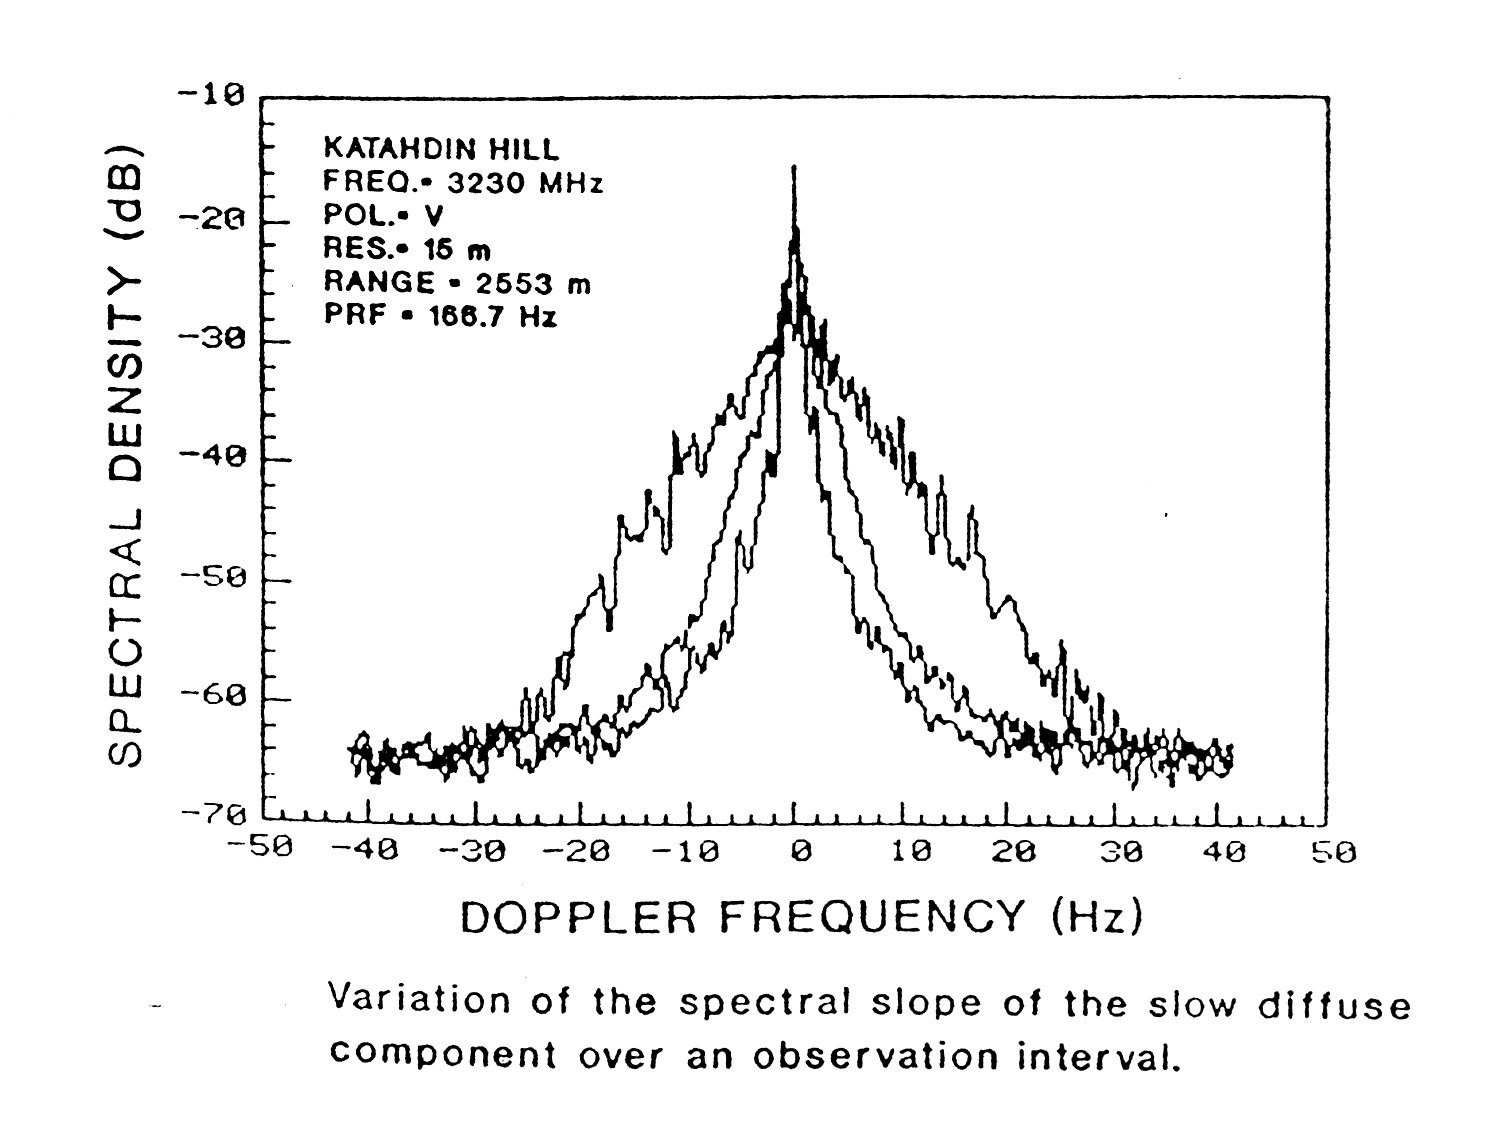 KATAHDIN HILL
FREQ.= 3230 MHz
POL.= V
RES.= 15 m
RANGE = 2553 m
PRF = 166.7 Hz
SPECTRAL DENSITY (dB)
-10
-20
-30
-40
-50
-60
-70
-50 -40 -30 -20 -10 0 10 20 30 40 50
DOPPLER FREQUENCY (Hz)
Variation of the spectral slope of the slow diffuse
component over an observation interval.